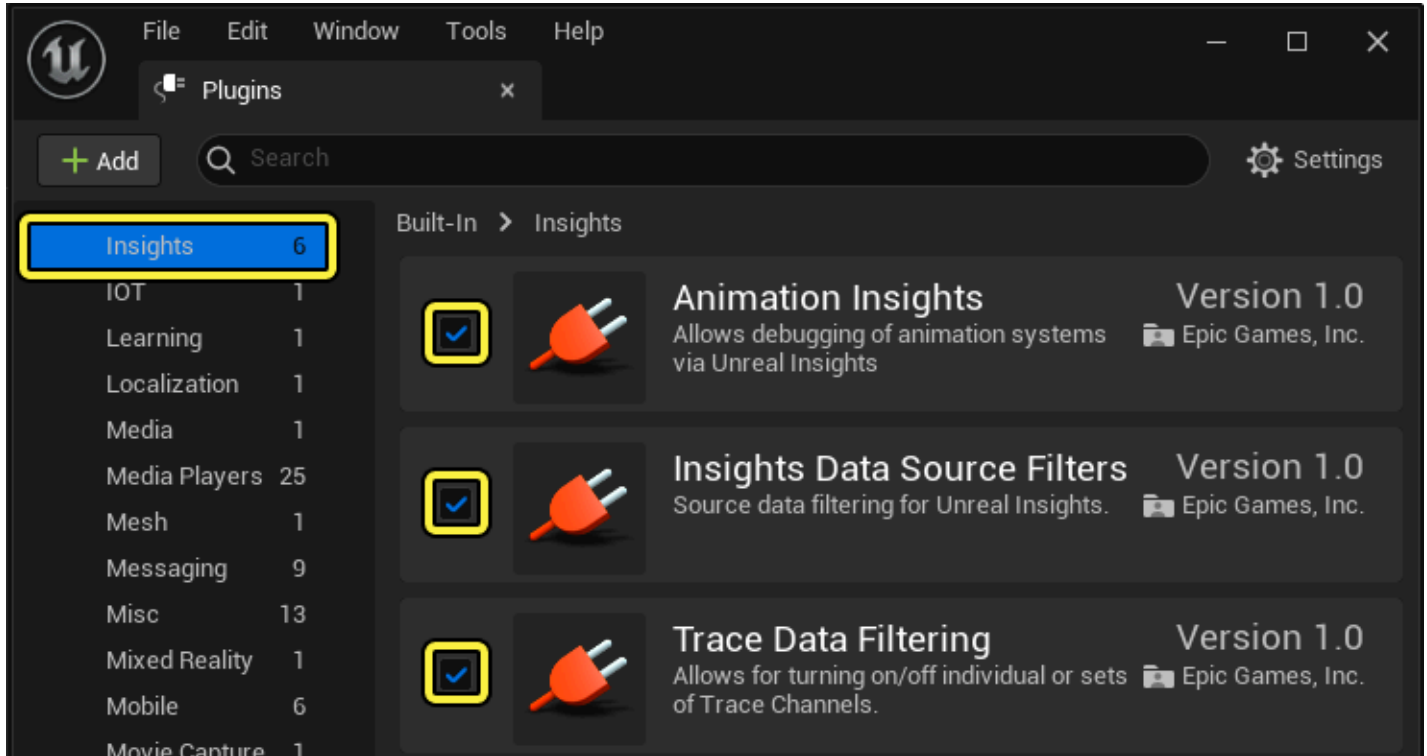 File Edit Window Tools Help
Plugins
Add Search Settings
Insights 6
IOT 1
Learning 1
Localization 1
Media 1
Media Players 25
Mesh 1
Messaging 9
Misc 13
Mixed Reality 1
Mobile 6
Movie Capture 1
Built-In > Insights
Animation Insights Version 1.0
Allows debugging of animation systems Epic Games, Inc.
via Unreal Insights
Insights Data Source Filters Version 1.0
Source data filtering for Unreal Insights. Epic Games, Inc.
Trace Data Filtering Version 1.0
Allows for turning on/off individual or sets Epic Games, Inc.
of Trace Channels.